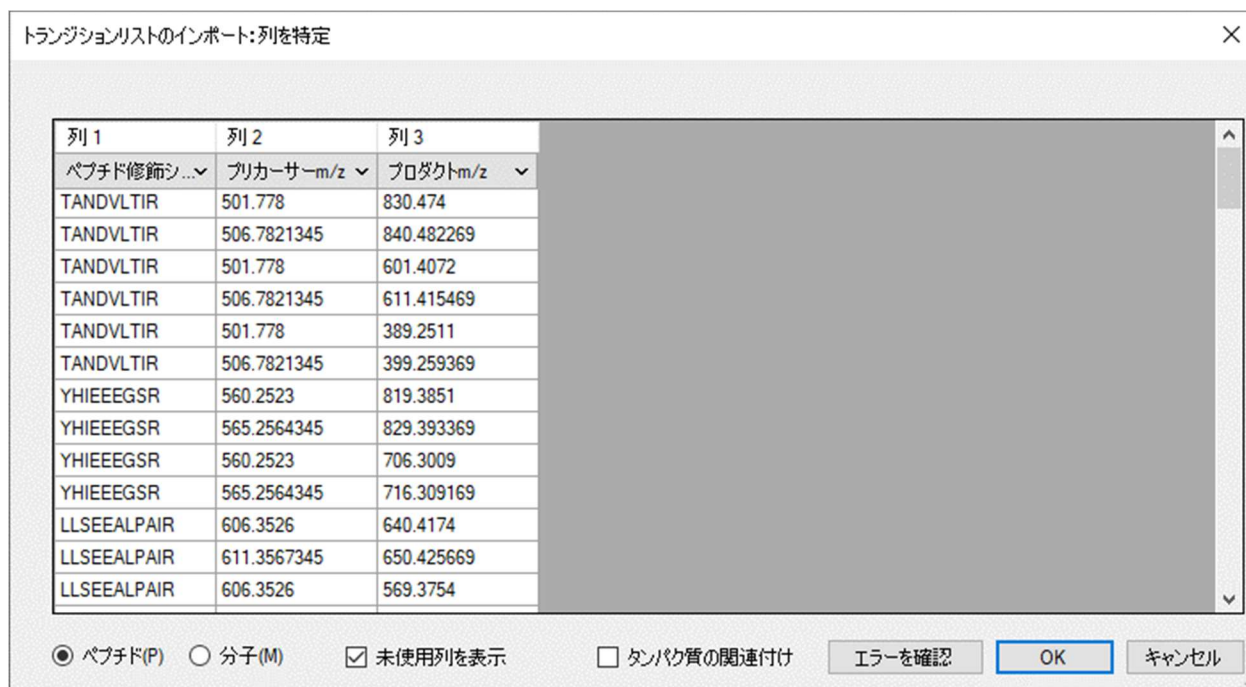 トランジションリストのインポート:列を特定
列 1 列 2 列 3
ペプチド修飾シ... プリカーサーm/z プロダクトm/z
TANDVLTIR 501.778 830.474
TANDVLTIR 506.7821345 840.482269
TANDVLTIR 501.778 601.4072
TANDVLTIR 506.7821345 611.415469
TANDVLTIR 501.778 389.2511
TANDVLTIR 506.7821345 399.259369
YHIEEEGSR 560.2523 819.3851
YHIEEEGSR 565.2564345 829.393369
YHIEEEGSR 560.2523 706.3009
YHIEEEGSR 565.2564345 716.309169
LLSEEALPAIR 606.3526 640.4174
LLSEEALPAIR 611.3567345 650.425669
LLSEEALPAIR 606.3526 569.3754
ペプチド(P) 分子(M) 未使用列を表示 タンパク質の関連付け エラーを確認 OK キャンセル